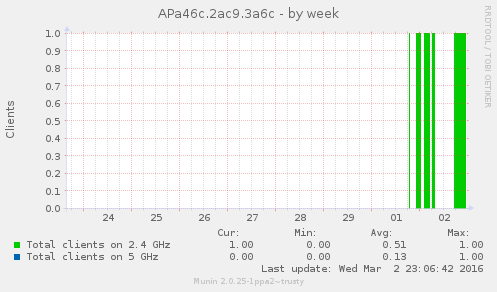 APa46c.2ac9.3a6c - by week
RRDTOOL / TOBI OETIKER
Clients
1.0
0.9
0.8
0.7
0.6
0.5
0.4
0.3
0.2
0.1
0.0
24 25 26 27 28 29 01 02
Cur: Min: Avg: Max:
Total clients on 2.4 GHz 1.00 0.00 0.51 1.00
Total clients on 5 GHz 0.00 0.00 0.13 1.00
Last update: Wed Mar 2 23:06:42 2016
Munin 2.0.25-1ppa2~trusty